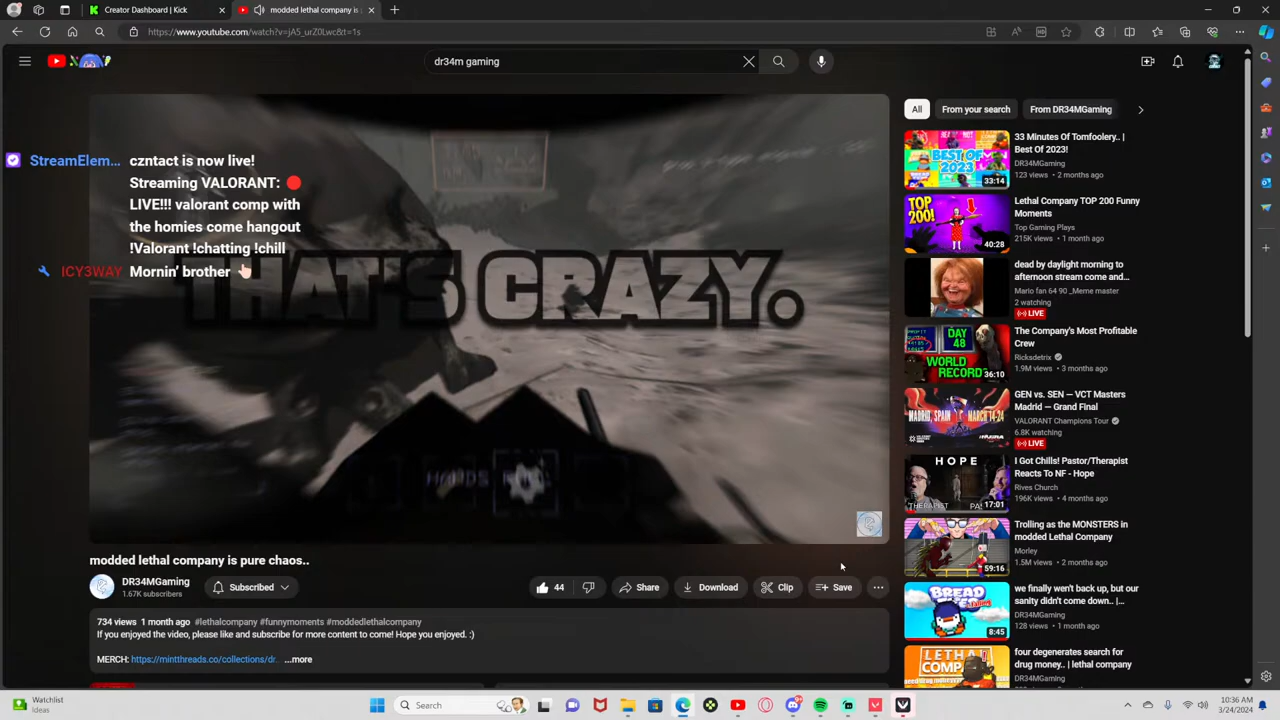 Creator Dashboard | Kick
modded lethal company is
https://www.youtube.com/watch?v=jA5_urZ0Lwc&t=1s
dr34m gaming
StreamElem... czntact is now live!
Streaming VALORANT: 🔴
LIVE!!! valorant comp with
the homies come hangout
!Valorant !chatting !chill
ICY3WAY Mornin' brother 👆
CRAZY.
modded lethal company is pure chaos..
DR34MGaming
1.67K subscribers
subscribed
Share
Download
Clip
Save
734 views 1 month ago #lethalcompany #funnymoments #moddedlethalcompany
If you enjoyed the video, please like and subscribe for more content to come! Hope you enjoyed. :)
MERCH: https://mintthreads.co/collections/dr... ...more
All
From your search
From DR34MGaming
BEST OF
2023
33:14
33 Minutes Of Tomfoolery.. |
Best Of 2023!
DR34MGaming
123 views • 2 months ago
TOP
200!
40:28
Lethal Company TOP 200 Funny
Moments
Top Gaming Plays
215K views • 3 months ago
dead by daylight morning to
afternoon stream come and...
Mario fan 64 90 _Meme master
2 watching
LIVE
DAY
48
WORLD
RECORD?
36:10
The Company's Most Profitable
Crew
Ricksdetrix
1.9M views • 3 months ago
MADRID, SPAIN
MARCH 14-24
GEN vs. SEN — VCT Masters
Madrid — Grand Final
VALORANT Champions Tour
6.8K watching
LIVE
HOPE
THERAPIST
17:01
I Got Chills! Pastor/Therapist
Reacts To NF - Hope
Rives Church
196K views • 4 months ago
59:16
Trolling as the MONSTERS in
modded Lethal Company
Morley
1.5M views • 2 months ago
BREAD
8:45
we finally wen't back up, but our
sanity didn't come down.. |...
DR34MGaming
128 views • 1 month ago
LETHAL
four degenerates search for
drug money.. | lethal company
DR34MGaming
Watchlist
Ideas
Search
10:36 AM
3/24/2024